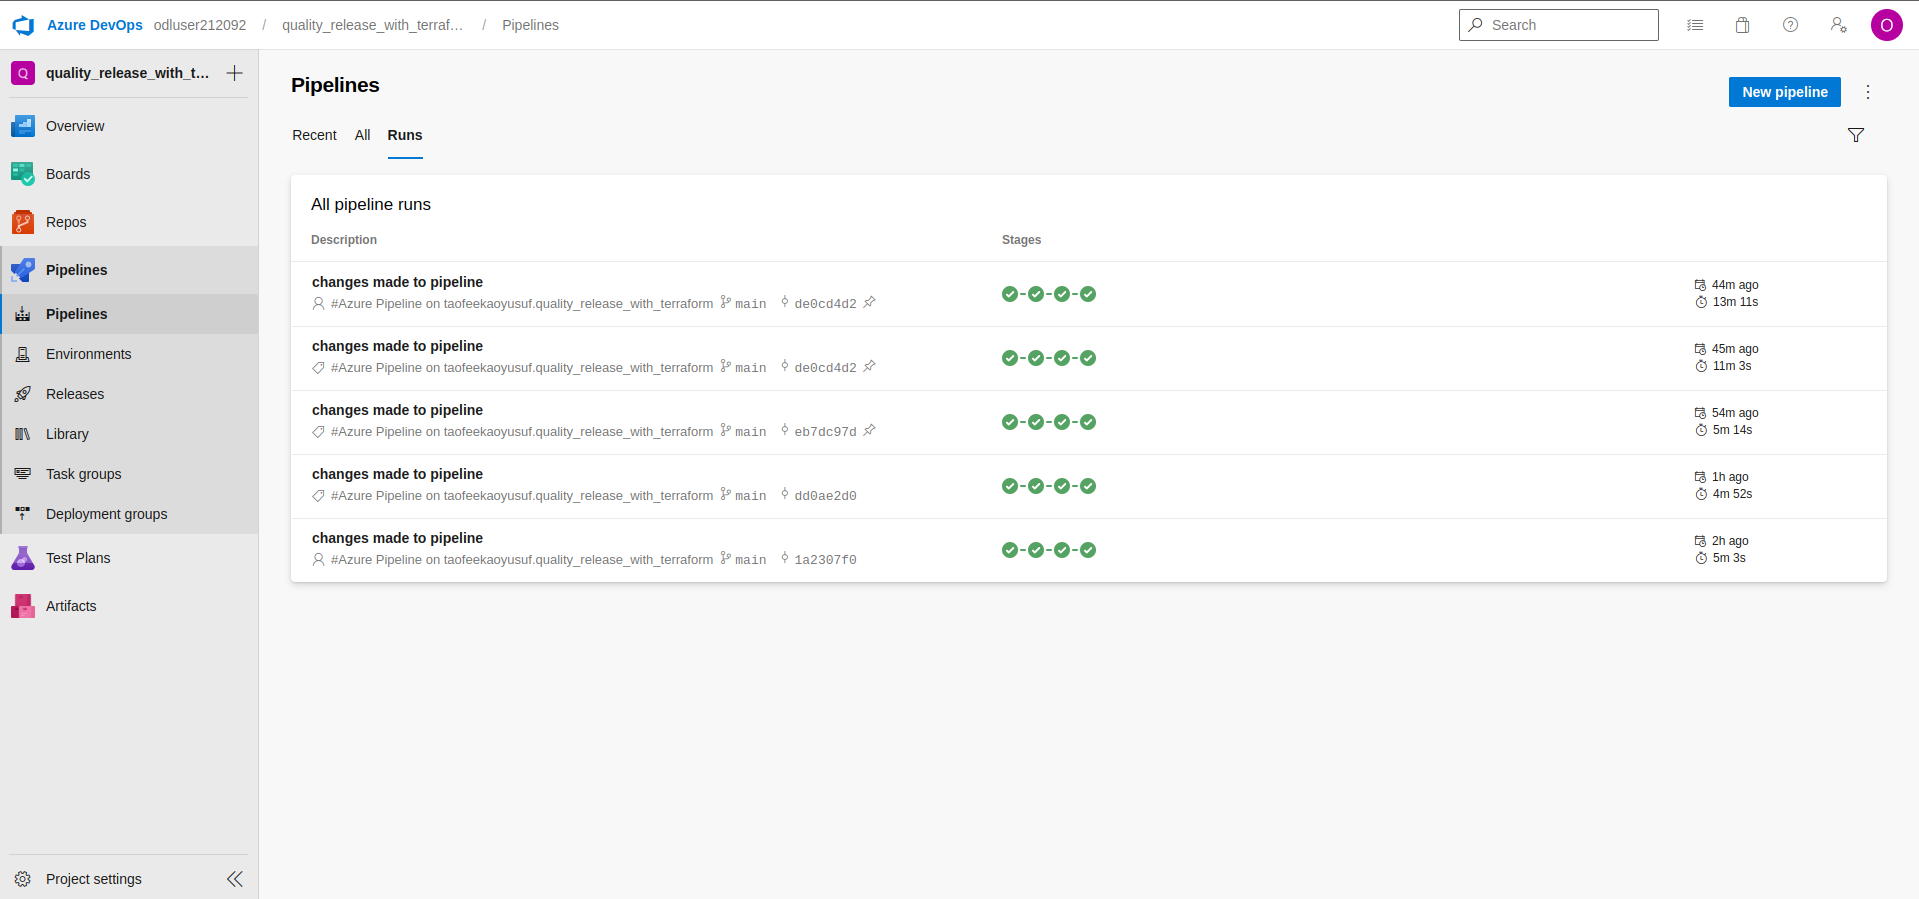 Azure DevOps odluser212092 / quality_release_with_terraf... / Pipelines
Search
O
Q quality_release_with_t...
Overview
Boards
Repos
Pipelines
Pipelines
Environments
Releases
Library
Task groups
Deployment groups
Test Plans
Artifacts
Project settings
Pipelines
New pipeline
Recent All Runs
All pipeline runs
Description Stages
changes made to pipeline
#Azure Pipeline on taofeekaoyusuf.quality_release_with_terraform main de0cd4d2
44m ago
13m 11s
changes made to pipeline
#Azure Pipeline on taofeekaoyusuf.quality_release_with_terraform main de0cd4d2
45m ago
11m 3s
changes made to pipeline
#Azure Pipeline on taofeekaoyusuf.quality_release_with_terraform main eb7dc97d
54m ago
5m 14s
changes made to pipeline
#Azure Pipeline on taofeekaoyusuf.quality_release_with_terraform main dd0ae2d0
1h ago
4m 52s
changes made to pipeline
#Azure Pipeline on taofeekaoyusuf.quality_release_with_terraform main 1a2307f0
2h ago
5m 3s